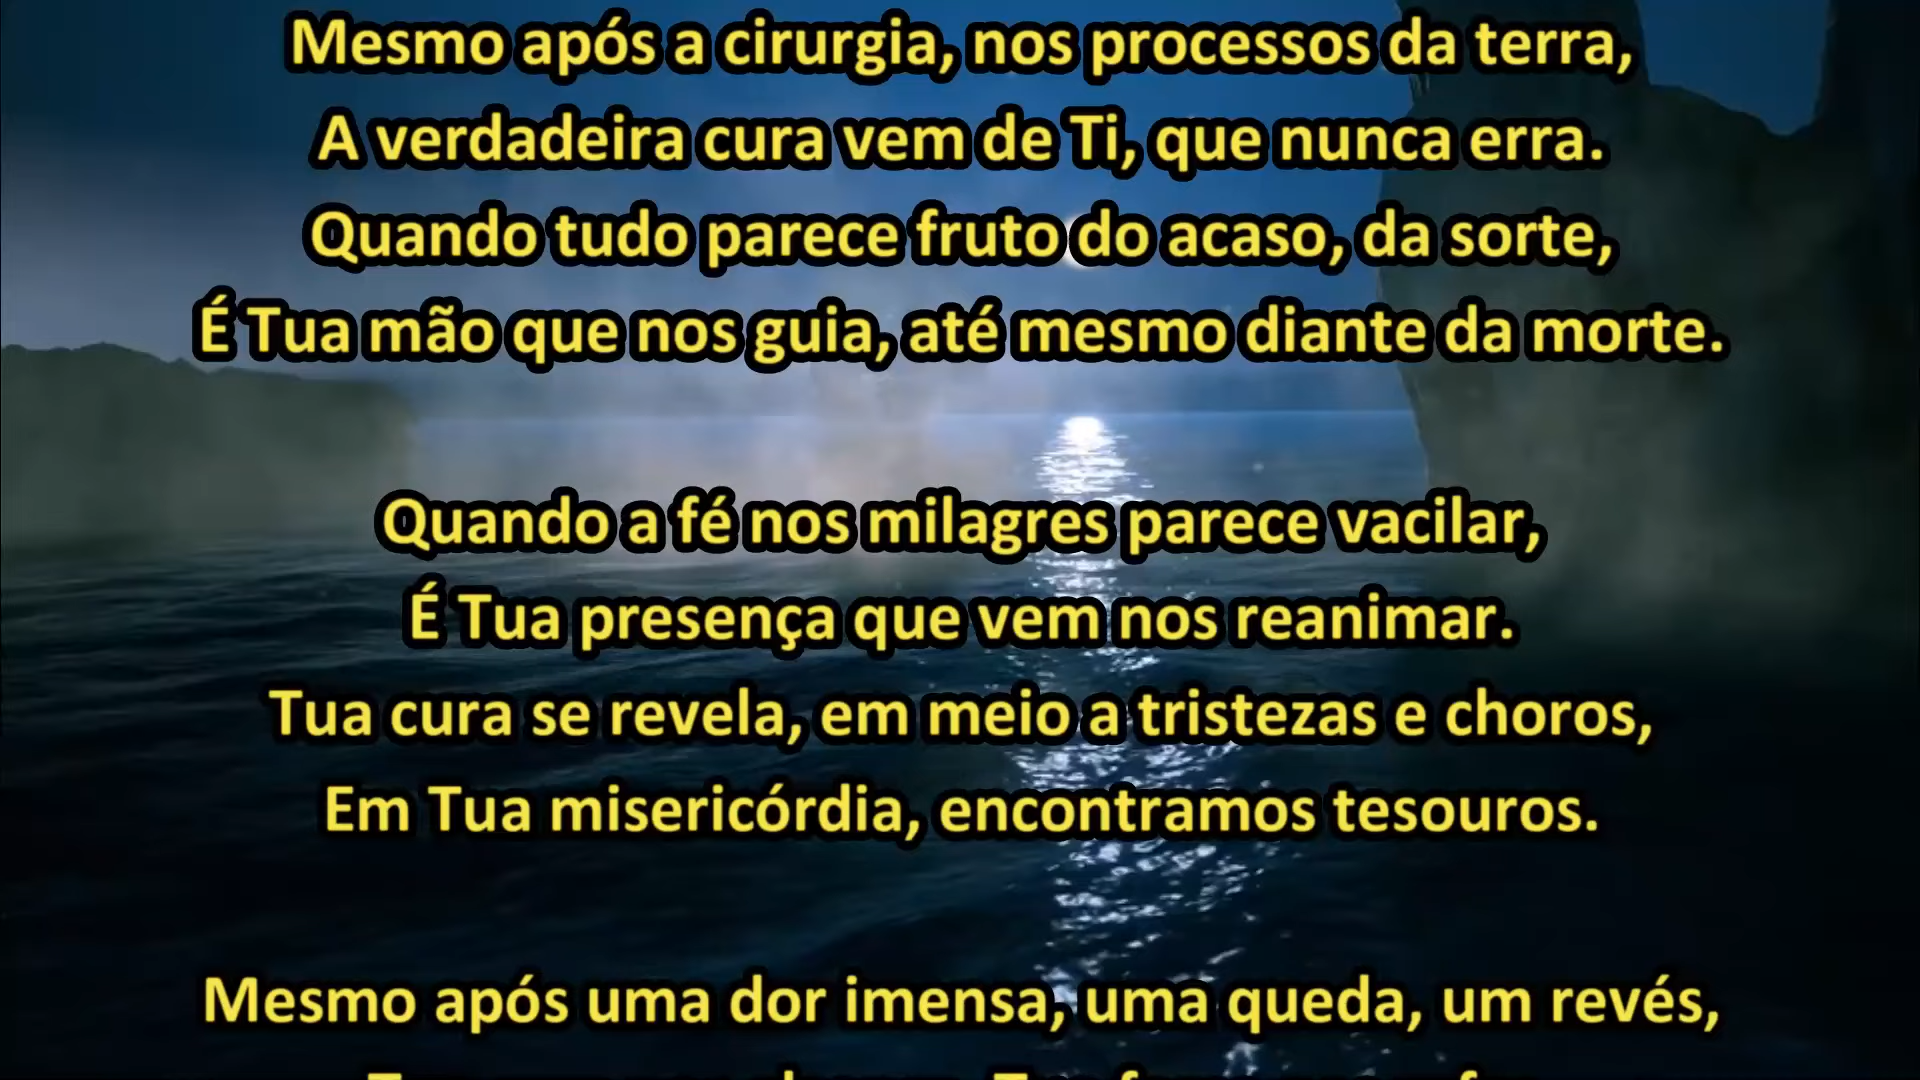 Mesmo após a cirurgia, nos processos da terra,
A verdadeira cura vem de Ti, que nunca erra.
Quando tudo parece fruto do acaso, da sorte,
É Tua mão que nos guia, até mesmo diante da morte.
Quando a fé nos milagres parece vacilar,
É Tua presença que vem nos reanimar.
Tua cura se revela, em meio a tristezas e choros,
Em Tua misericórdia, encontramos tesouros.
Mesmo após uma dor imensa, uma queda, um revés,